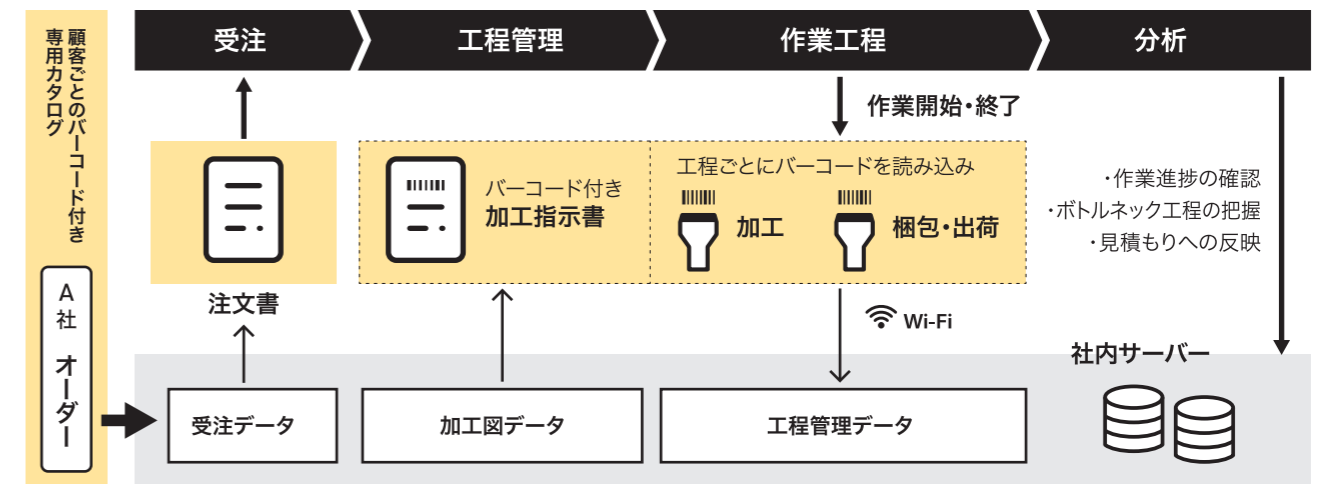 顧客ごとのバーコード付き
専用カタログ
A社 オーダー
受注
工程管理
作業工程
分析
作業開始・終了
注文書
バーコード付き
加工指示書
工程ごとにバーコードを読み込み
加工
梱包・出荷
・作業進捗の確認
・ボトルネック工程の把握
・見積もりへの反映
Wi-Fi
社内サーバー
受注データ
加工図データ
工程管理データ